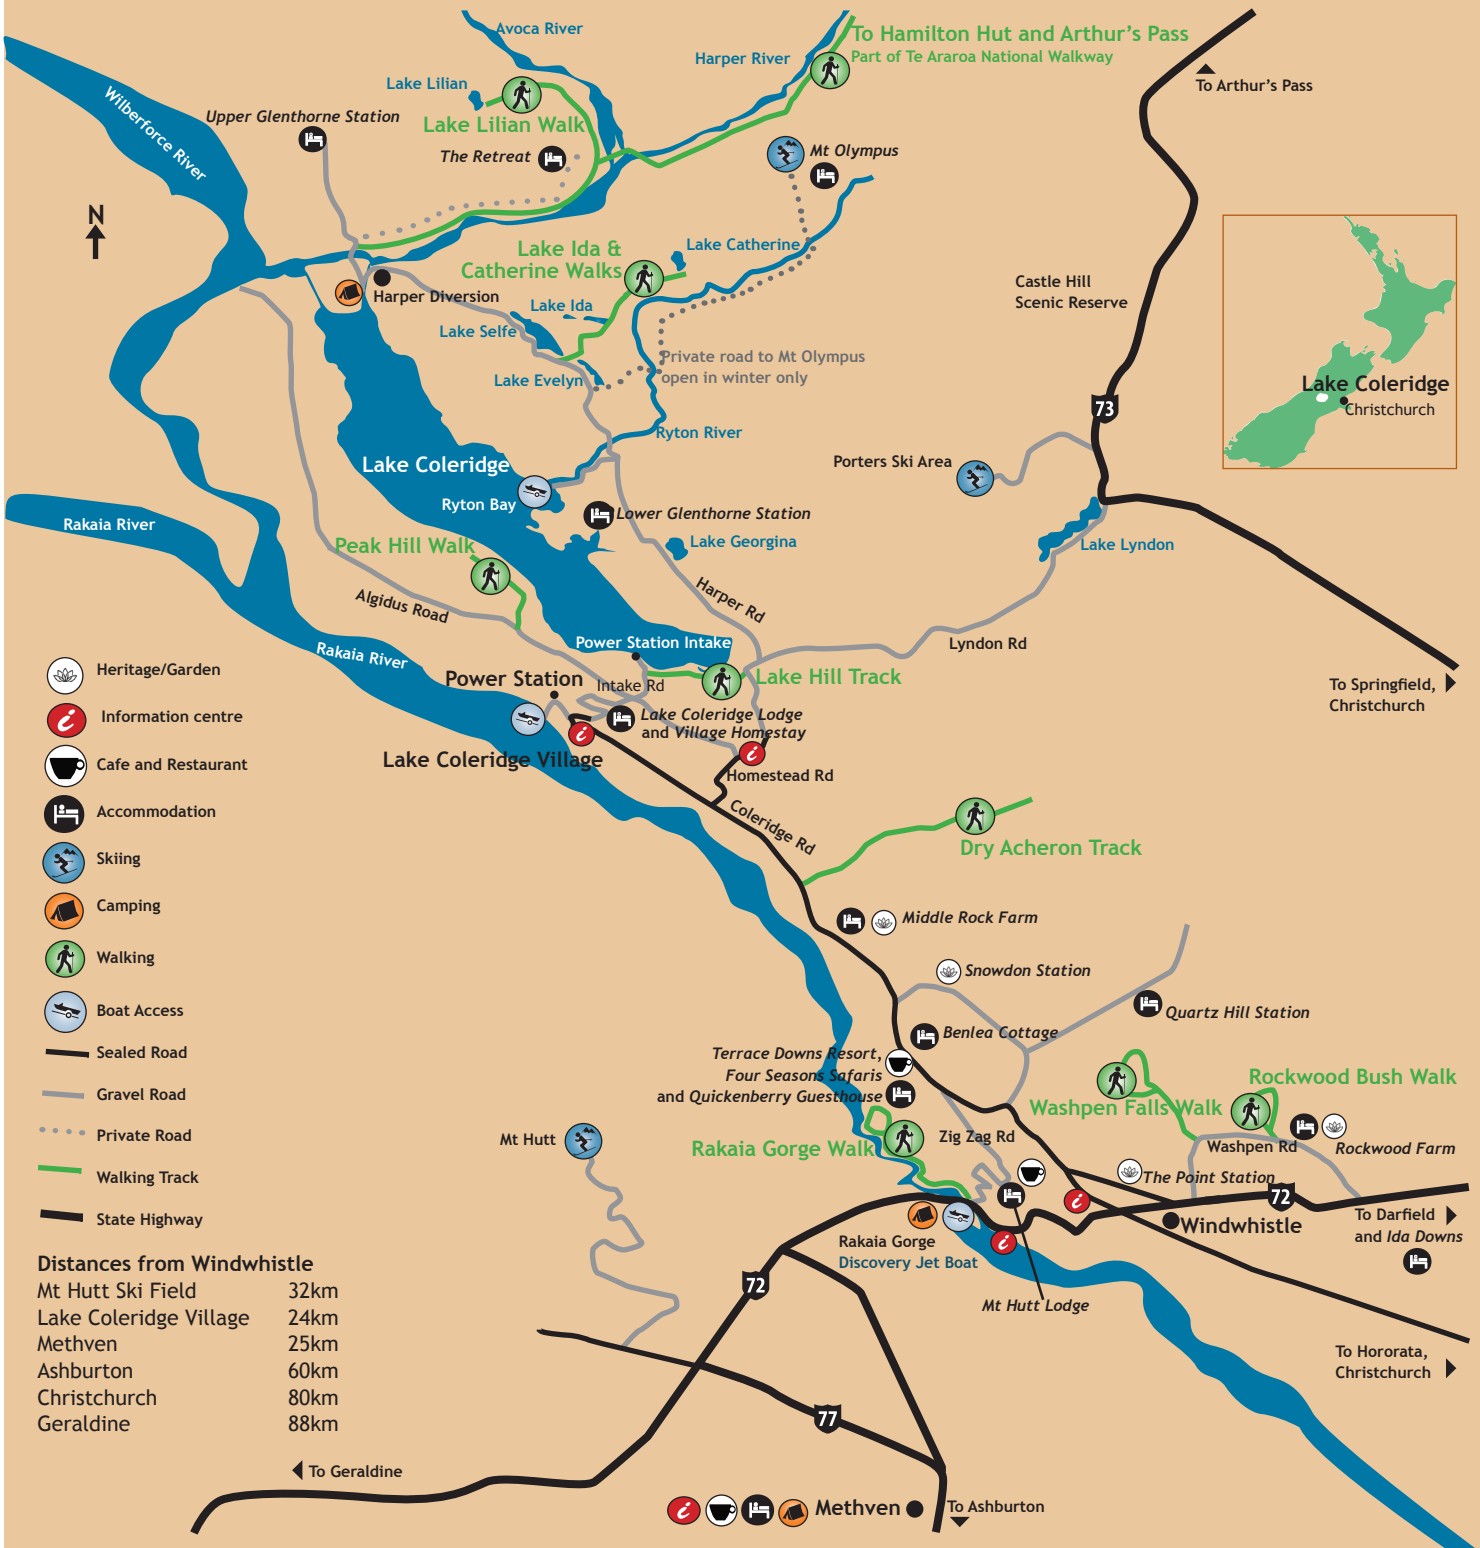 Avoca River
To Hamilton Hut and Arthur's Pass
Part of Te Araroa National Walkway
Harper River
To Arthur's Pass
Lake Lilian
Wilberforce River
Upper Glenthorne Station
Lake Lilian Walk
The Retreat
Mt Olympus
N
Lake Ida &
Catherine Walks
Lake Catherine
Harper Diversion
Lake Ida
Lake Selfe
Castle Hill
Scenic Reserve
Private road to Mt Olympus
open in winter only
Lake Evelyn
Lake Coleridge
Christchurch
73
Ryton River
Lake Coleridge
Porters Ski Area
Ryton Bay
Lower Glenthorne Station
Rakaia River
Peak Hill Walk
Lake Georgina
Lake Lyndon
Harper Rd
Algidus Road
Power Station Intake
Lyndon Rd
Rakaia River
Heritage/Garden
Power Station
Intake Rd
Lake Hill Track
To Springfield,
Christchurch
Information centre
Lake Coleridge Lodge
and Village Homestay
Cafe and Restaurant
Lake Coleridge Village
Homestead Rd
Accommodation
Coleridge Rd
Dry Acheron Track
Skiing
Camping
Middle Rock Farm
Walking
Snowdon Station
Boat Access
Quartz Hill Station
Benlea Cottage
Sealed Road
Terrace Downs Resort,
Four Seasons Safaris
and Quickenberry Guesthouse
Gravel Road
Rockwood Bush Walk
Washpen Falls Walk
Private Road
Mt Hutt
Zig Zag Rd
Rakaia Gorge Walk
Washpen Rd
Rockwood Farm
Walking Track
The Point Station
72
State Highway
Windwhistle
To Darfield
and Ida Downs
Rakaia Gorge
Discovery Jet Boat
Distances from Windwhistle
Mt Hutt Ski Field 32km
Lake Coleridge Village 24km
Methven 25km
Ashburton 60km
Christchurch 80km
Geraldine 88km
72
Mt Hutt Lodge
To Hororata,
Christchurch
77
To Geraldine
Methven
To Ashburton